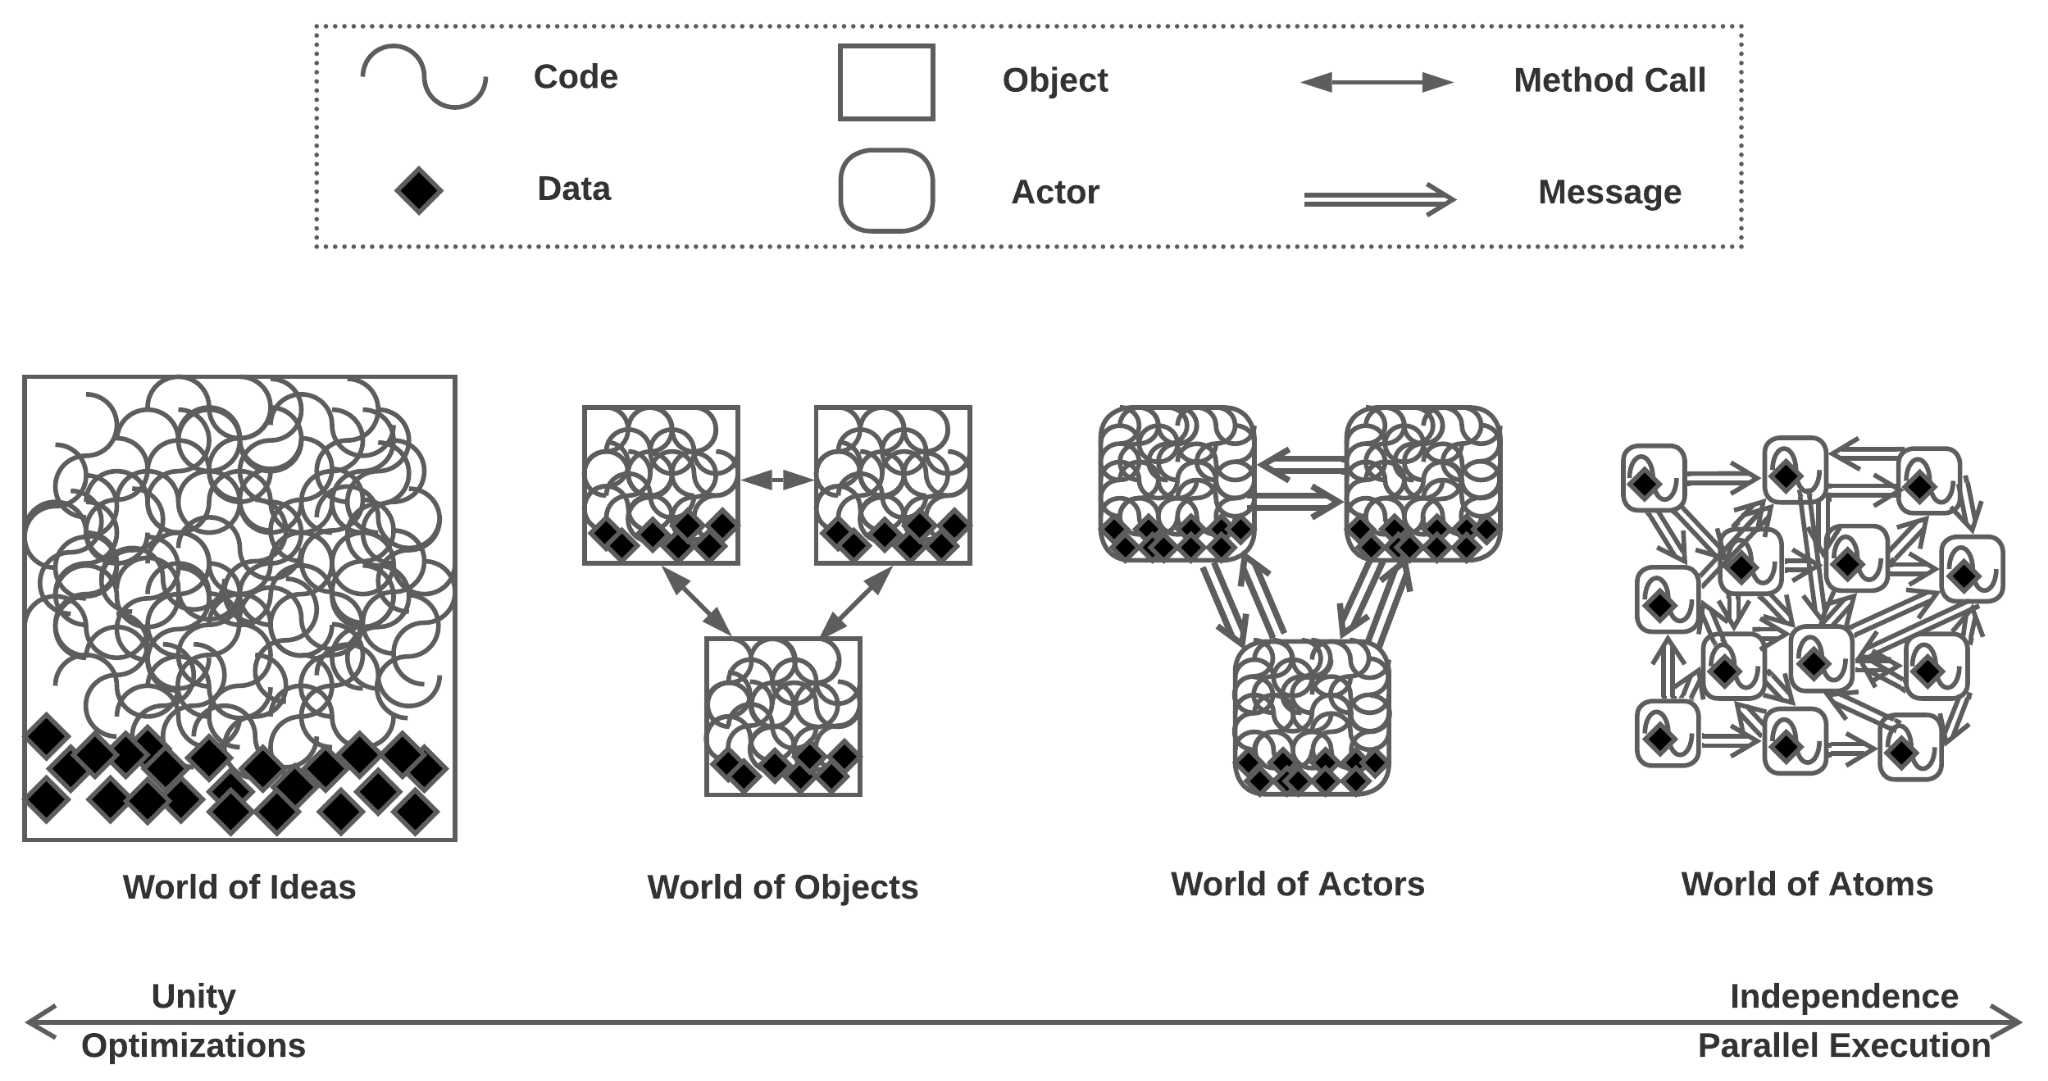 Code
Object
Method Call
Data
Actor
Message
World of Ideas
World of Objects
World of Actors
World of Atoms
Unity
Independence
Optimizations
Parallel Execution